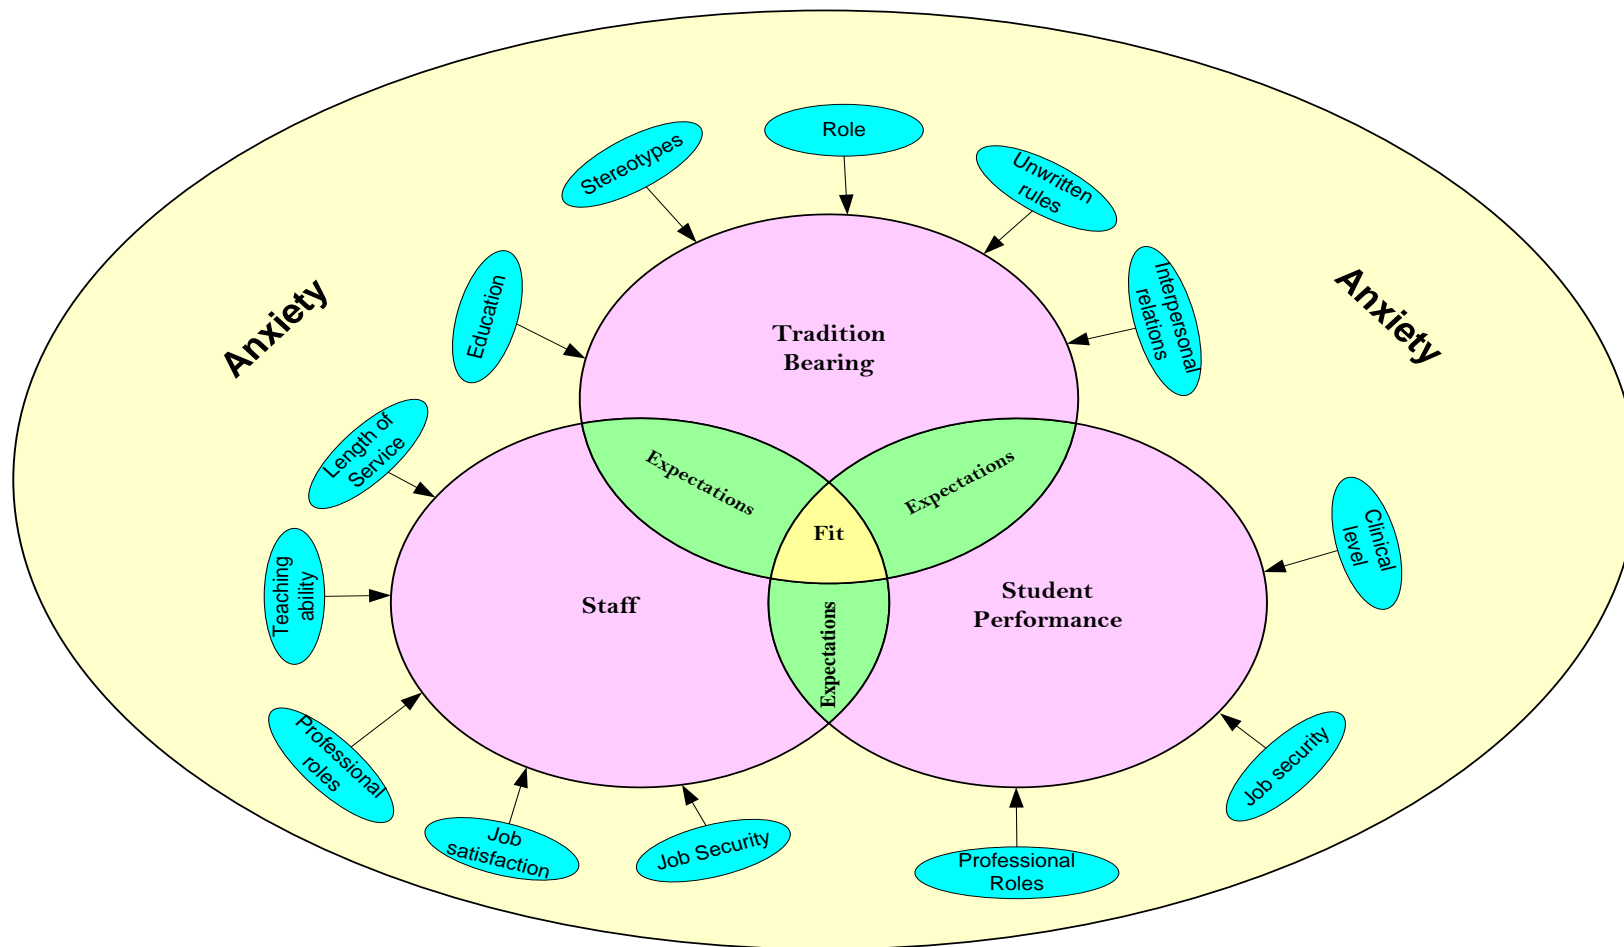 Role
Stereotypes
Unwritten
rules
Interpersonal
relations
Education
Anxiety
Anxiety
Tradition
Bearing
Length of
Service
Expectations
Expectations
Fit
Clinical
level
Teaching
ability
Staff
Student
Performance
Expectations
Professional
roles
Job security
Job
satisfaction
Job Security
Professional
Roles